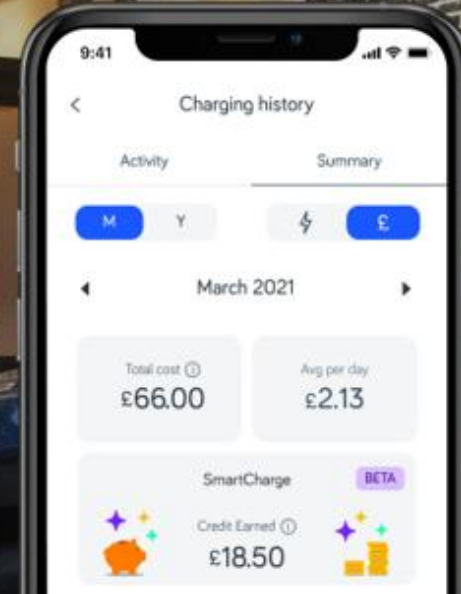 9:41
Charging history
Activity Summary
M Y £
March 2021
Total cost Avg per day
£66.00 £2.13
SmartCharge BETA
Credit Earned
£18.50